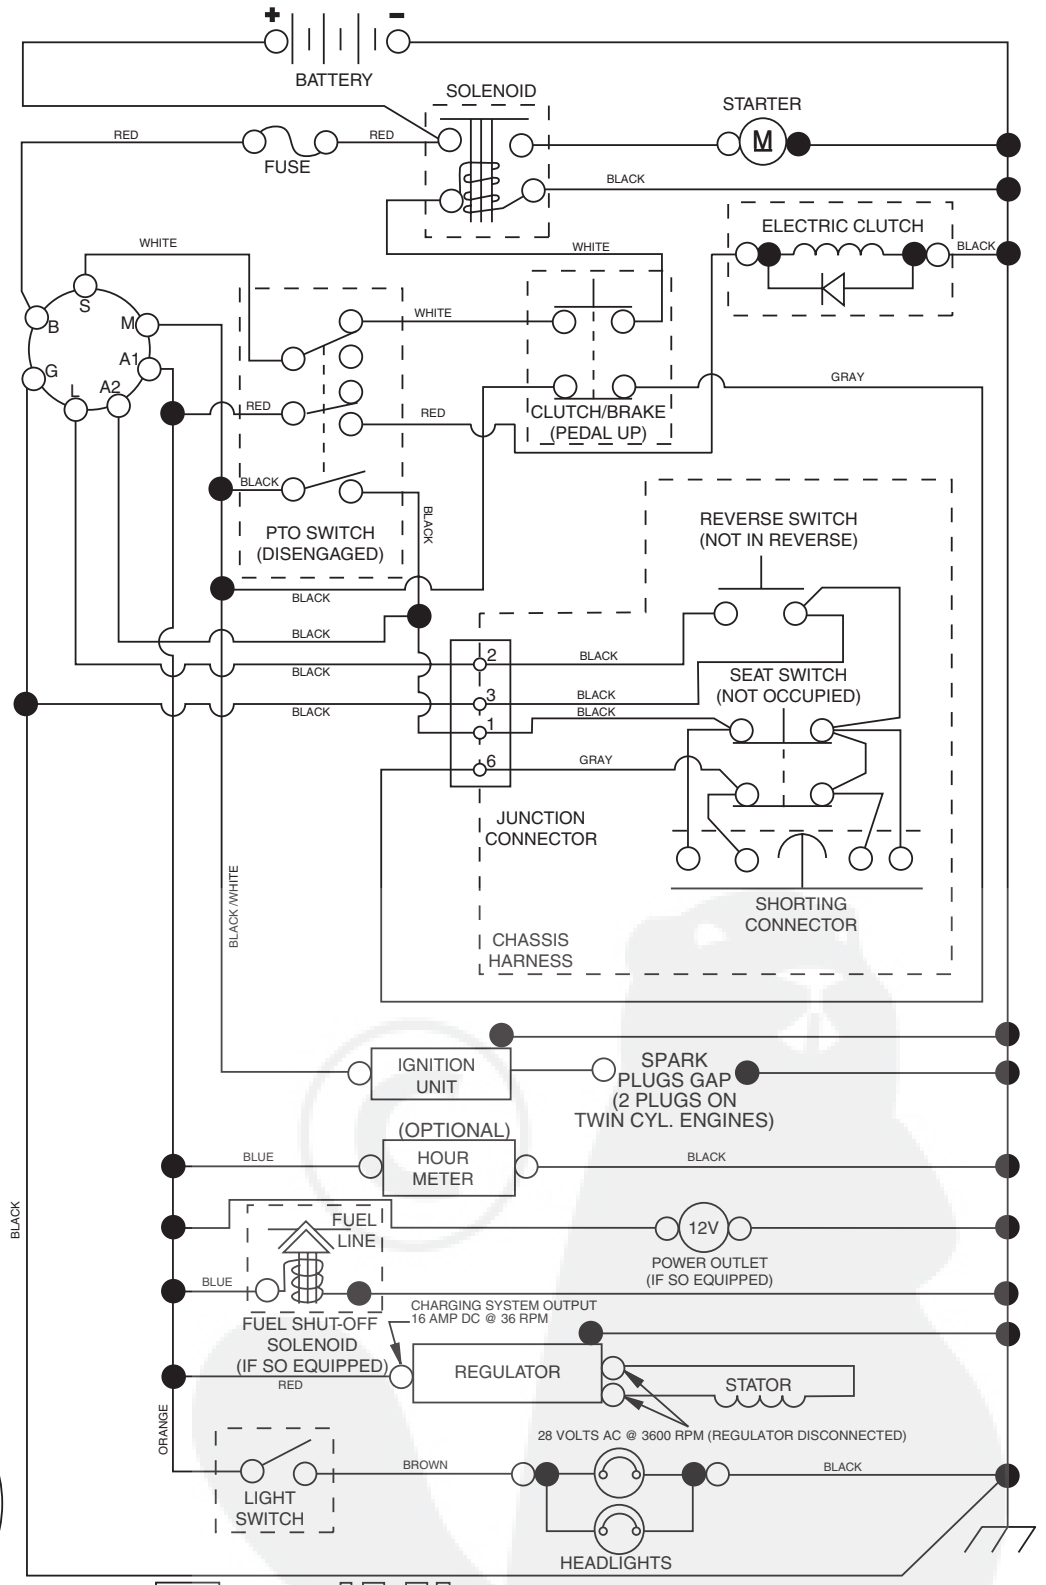 + -
BATTERY
SOLENOID
STARTER
M
RED
RED
FUSE
BLACK
ELECTRIC CLUTCH
BLACK
WHITE
WHITE
S
B
M
WHITE
A1
G
L
A2
GRAY
RED
RED
CLUTCH/BRAKE
(PEDAL UP)
BLACK
BLACK
PTO SWITCH
(DISENGAGED)
REVERSE SWITCH
(NOT IN REVERSE)
BLACK
BLACK
2
BLACK
BLACK
SEAT SWITCH
(NOT OCCUPIED)
3
BLACK
BLACK
BLACK
1
6
GRAY
JUNCTION
CONNECTOR
BLACK /WHITE
SHORTING
CONNECTOR
CHASSIS
HARNESS
IGNITION
UNIT
SPARK
PLUGS GAP
(2 PLUGS ON
TWIN CYL. ENGINES)
(OPTIONAL)
HOUR
METER
BLUE
BLACK
BLACK
FUEL
LINE
12V
POWER OUTLET
(IF SO EQUIPPED)
BLUE
CHARGING SYSTEM OUTPUT
16 AMP DC @ 36 RPM
FUEL SHUT-OFF
SOLENOID
(IF SO EQUIPPED)
RED
REGULATOR
STATOR
ORANGE
28 VOLTS AC @ 3600 RPM (REGULATOR DISCONNECTED)
BROWN
BLACK
LIGHT
SWITCH
HEADLIGHTS